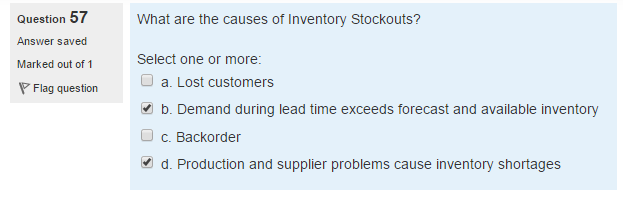 Question 57
Answer saved
Marked out of 1
Flag question
What are the causes of Inventory Stockouts?
Select one or more:
a. Lost customers
b. Demand during lead time exceeds forecast and available inventory
c. Backorder
d. Production and supplier problems cause inventory shortages